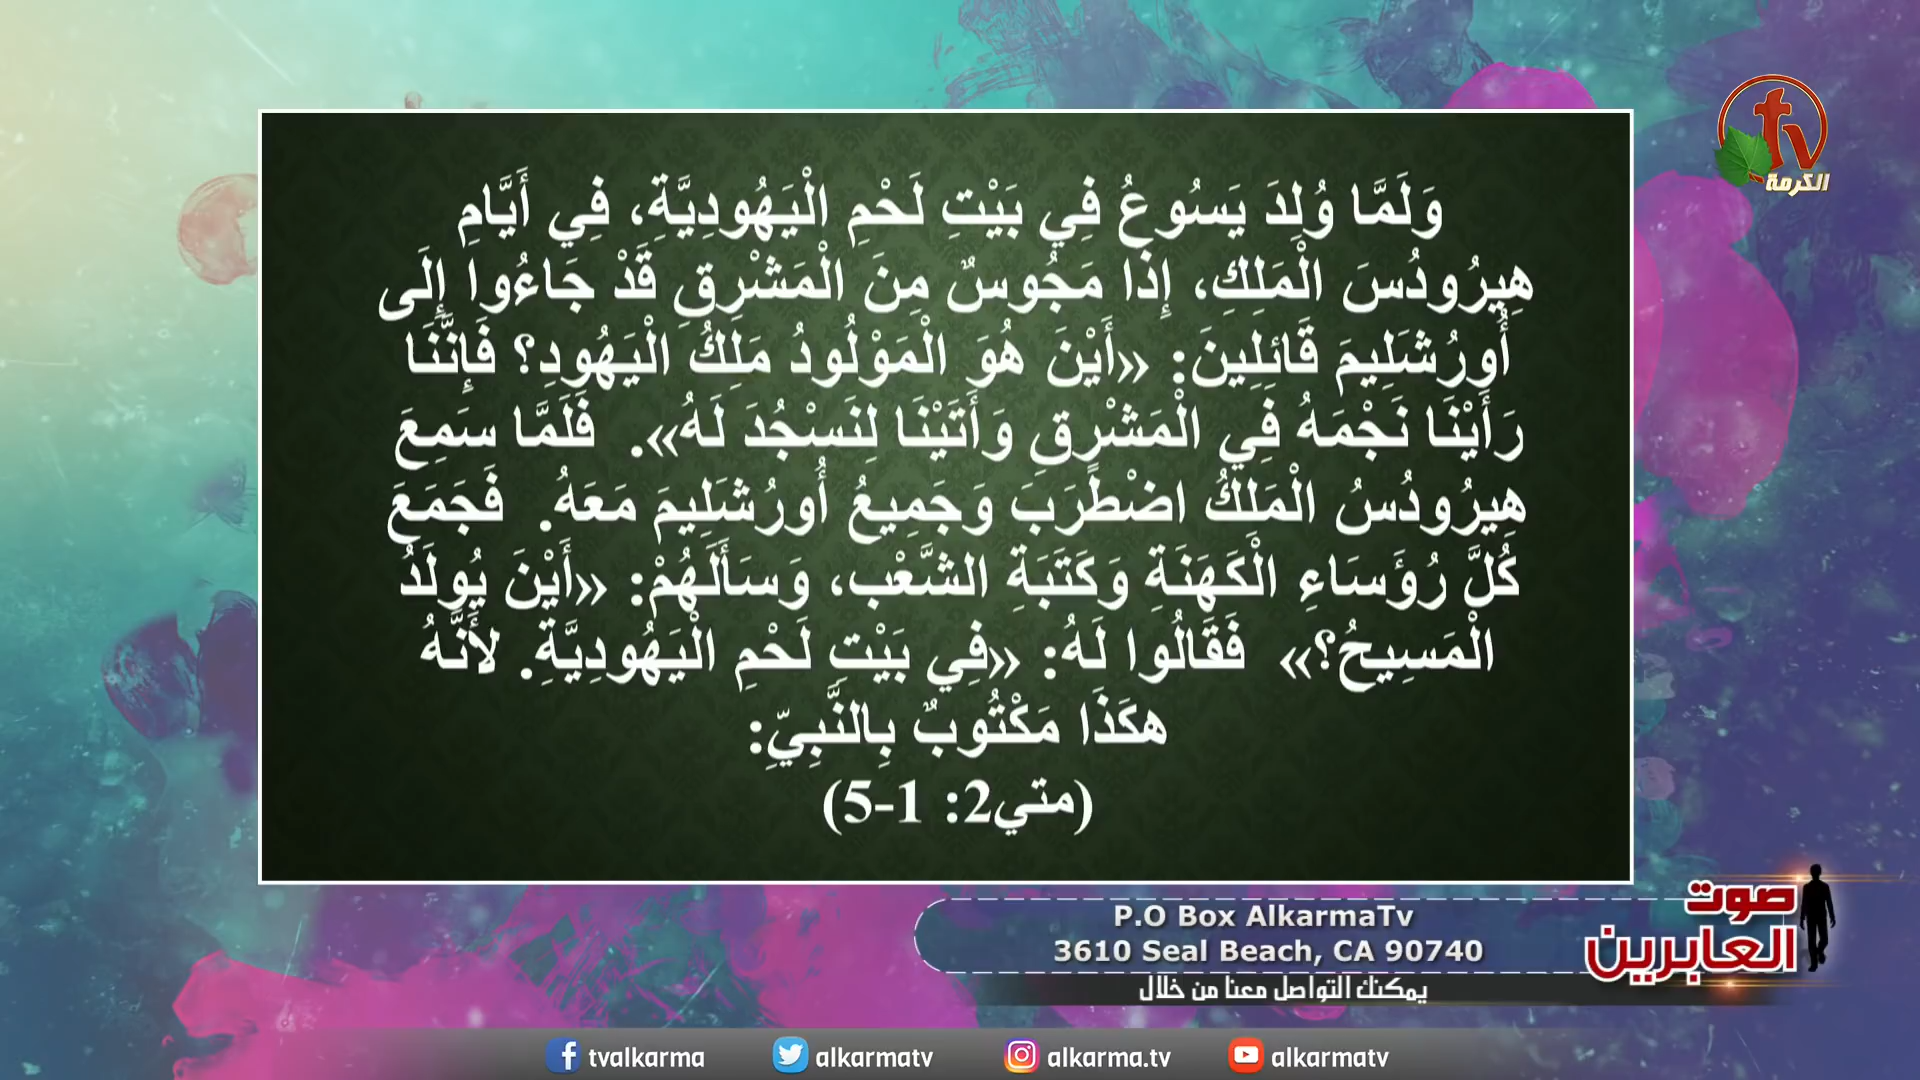 وَلَمَّا وُلِدَ يَسُوعُ فِي بَيْتِ لَحْمِ الْيَهُودِيَّةِ، فِي أَيَّامِ
هِيرُودُسَ الْمَلِكِ، إِذَا مَجُوسٌ مِنَ الْمَشْرِقِ قَدْ جَاءُوا إِلَى
أُورُشَلِيمَ قَائِلِينَ: «أَيْنَ هُوَ الْمَوْلُودُ مَلِكُ الْيَهُودِ؟ فَإِنَّنَا
رَأَيْنَا نَجْمَهُ فِي الْمَشْرِقِ وَأَتَيْنَا لِنَسْجُدَ لَهُ». فَلَمَّا سَمِعَ
هِيرُودُسُ الْمَلِكُ اضْطَرَبَ وَجَمِيعُ أُورُشَلِيمَ مَعَهُ. فَجَمَعَ
كُلَّ رُؤَسَاءِ الْكَهَنَةِ وَكَتَبَةِ الشَّعْب، وَسَأَلَهُمْ: «أَيْنَ يُولَدُ
الْمَسِيحُ؟» فَقَالُوا لَهُ: «فِي بَيْتِ لَحْمِ الْيَهُودِيَّةِ. لأَنَّهُ
هكَذَا مَكْتُوبٌ بِالنَّبِيِّ:
(متي2: 1-5)
tv
الكرمة
P.O Box AlkarmaTv
3610 Seal Beach, CA 90740
يمكنك التواصل معنا من خلال
صوت
العابرين
tvalkarma
alkarmatv
alkarma.tv
alkarmatv